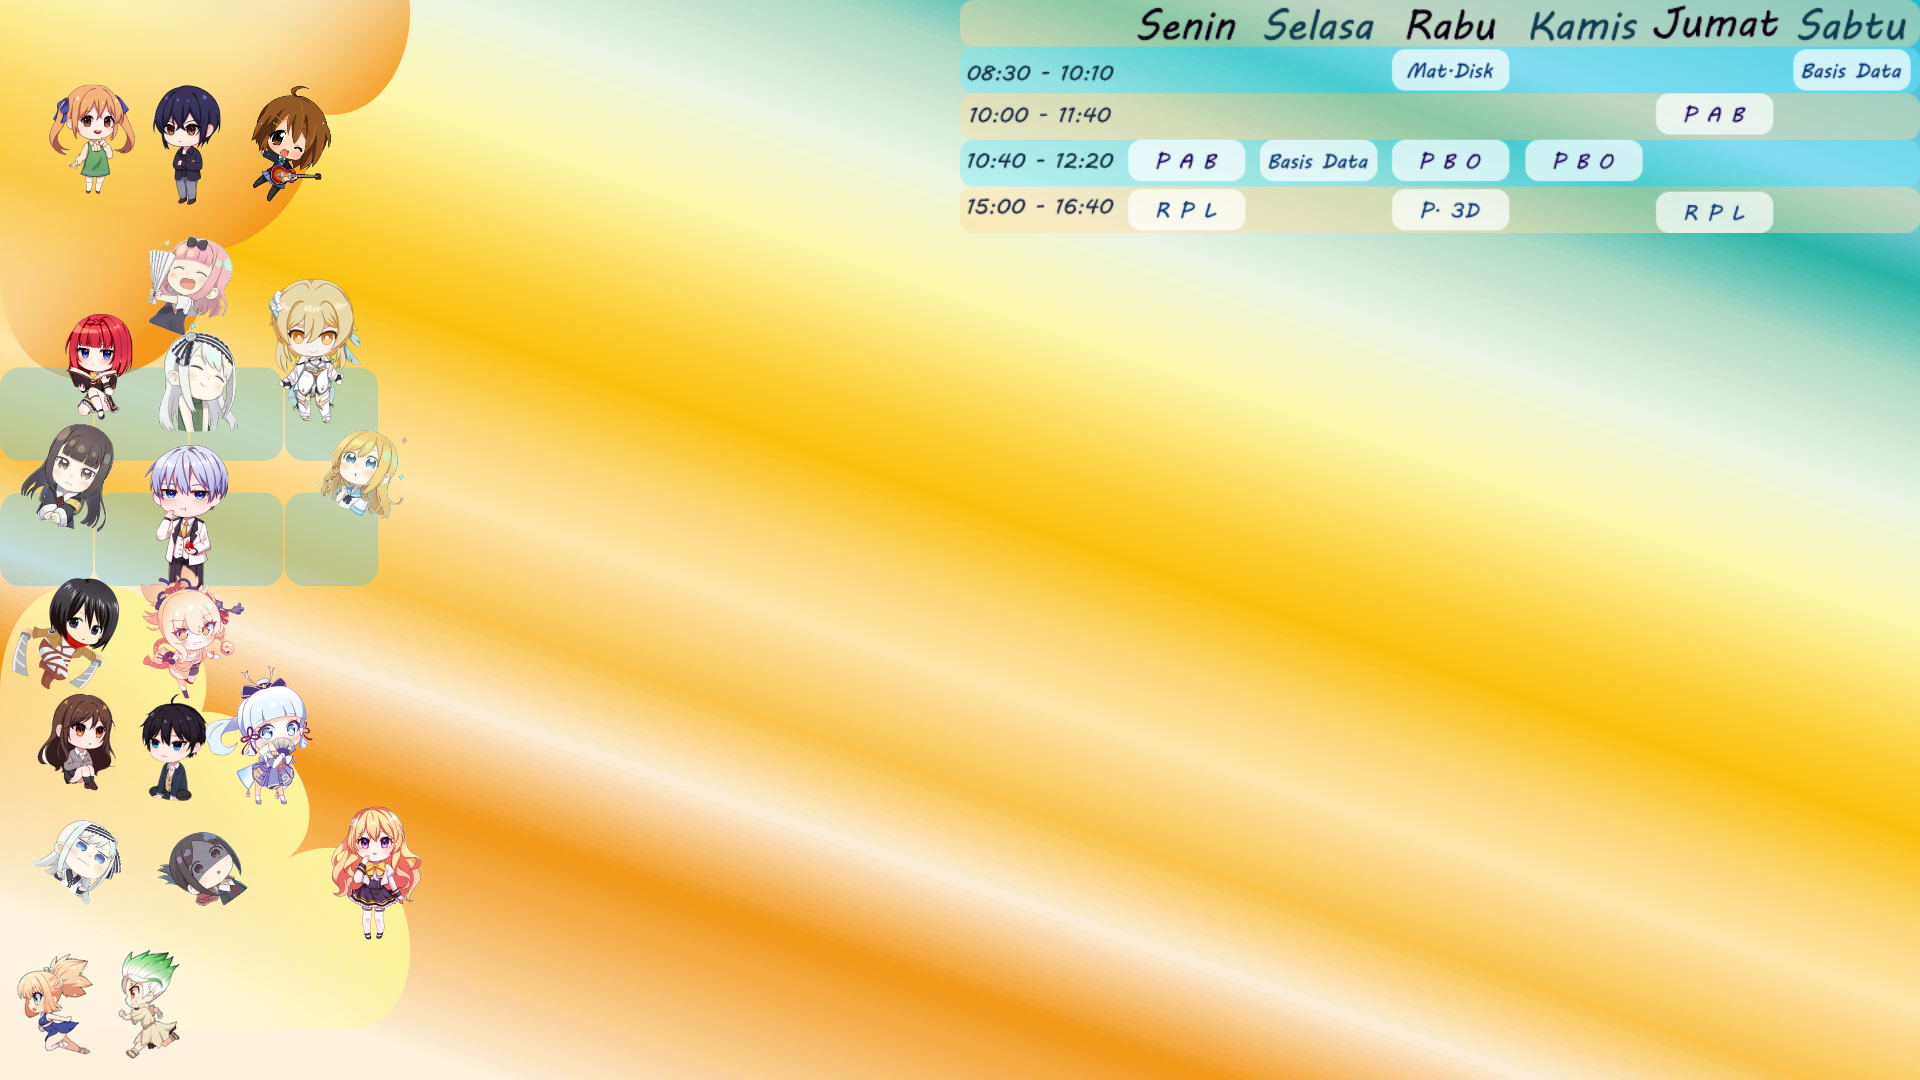 Senin Selasa Rabu Kamis Jumat Sabtu
08:30 - 10:10 Mat·Disk Basis Data
10:00 - 11:40 P A B
10:40 - 12:20 P A B Basis Data P B O P B O
15:00 - 16:40 R P L P· 3D R P L